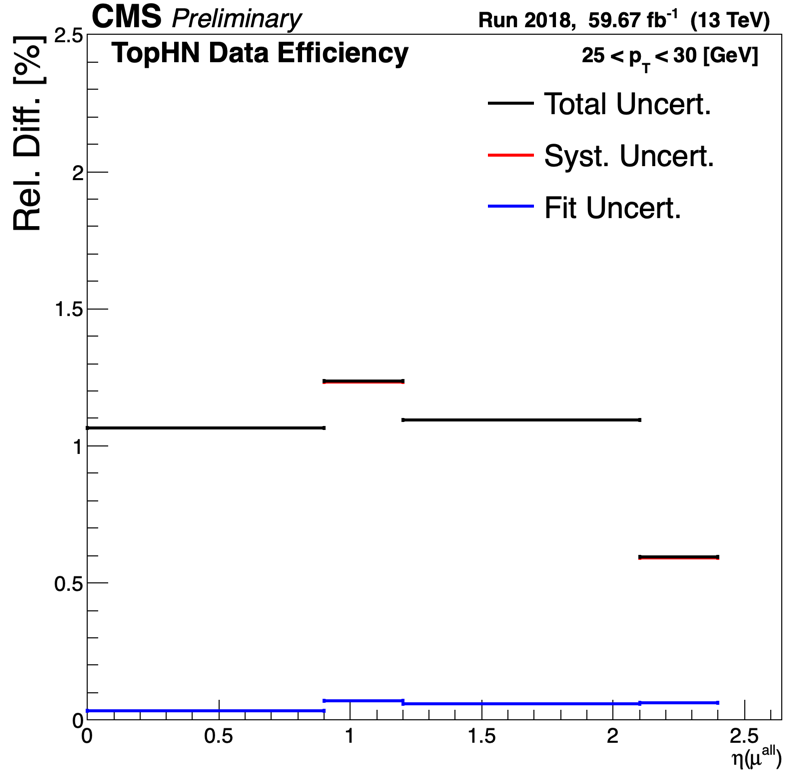 CMS Preliminary
Run 2018, 59.67 fb⁻¹ (13 TeV)
TopHN Data Efficiency
25 < p_T < 30 [GeV]
Total Uncert.
Syst. Uncert.
Fit Uncert.
Rel. Diff. [%]
2.5
2
1.5
1
0.5
0
0 0.5 1 1.5 2 2.5
η(μ^all)